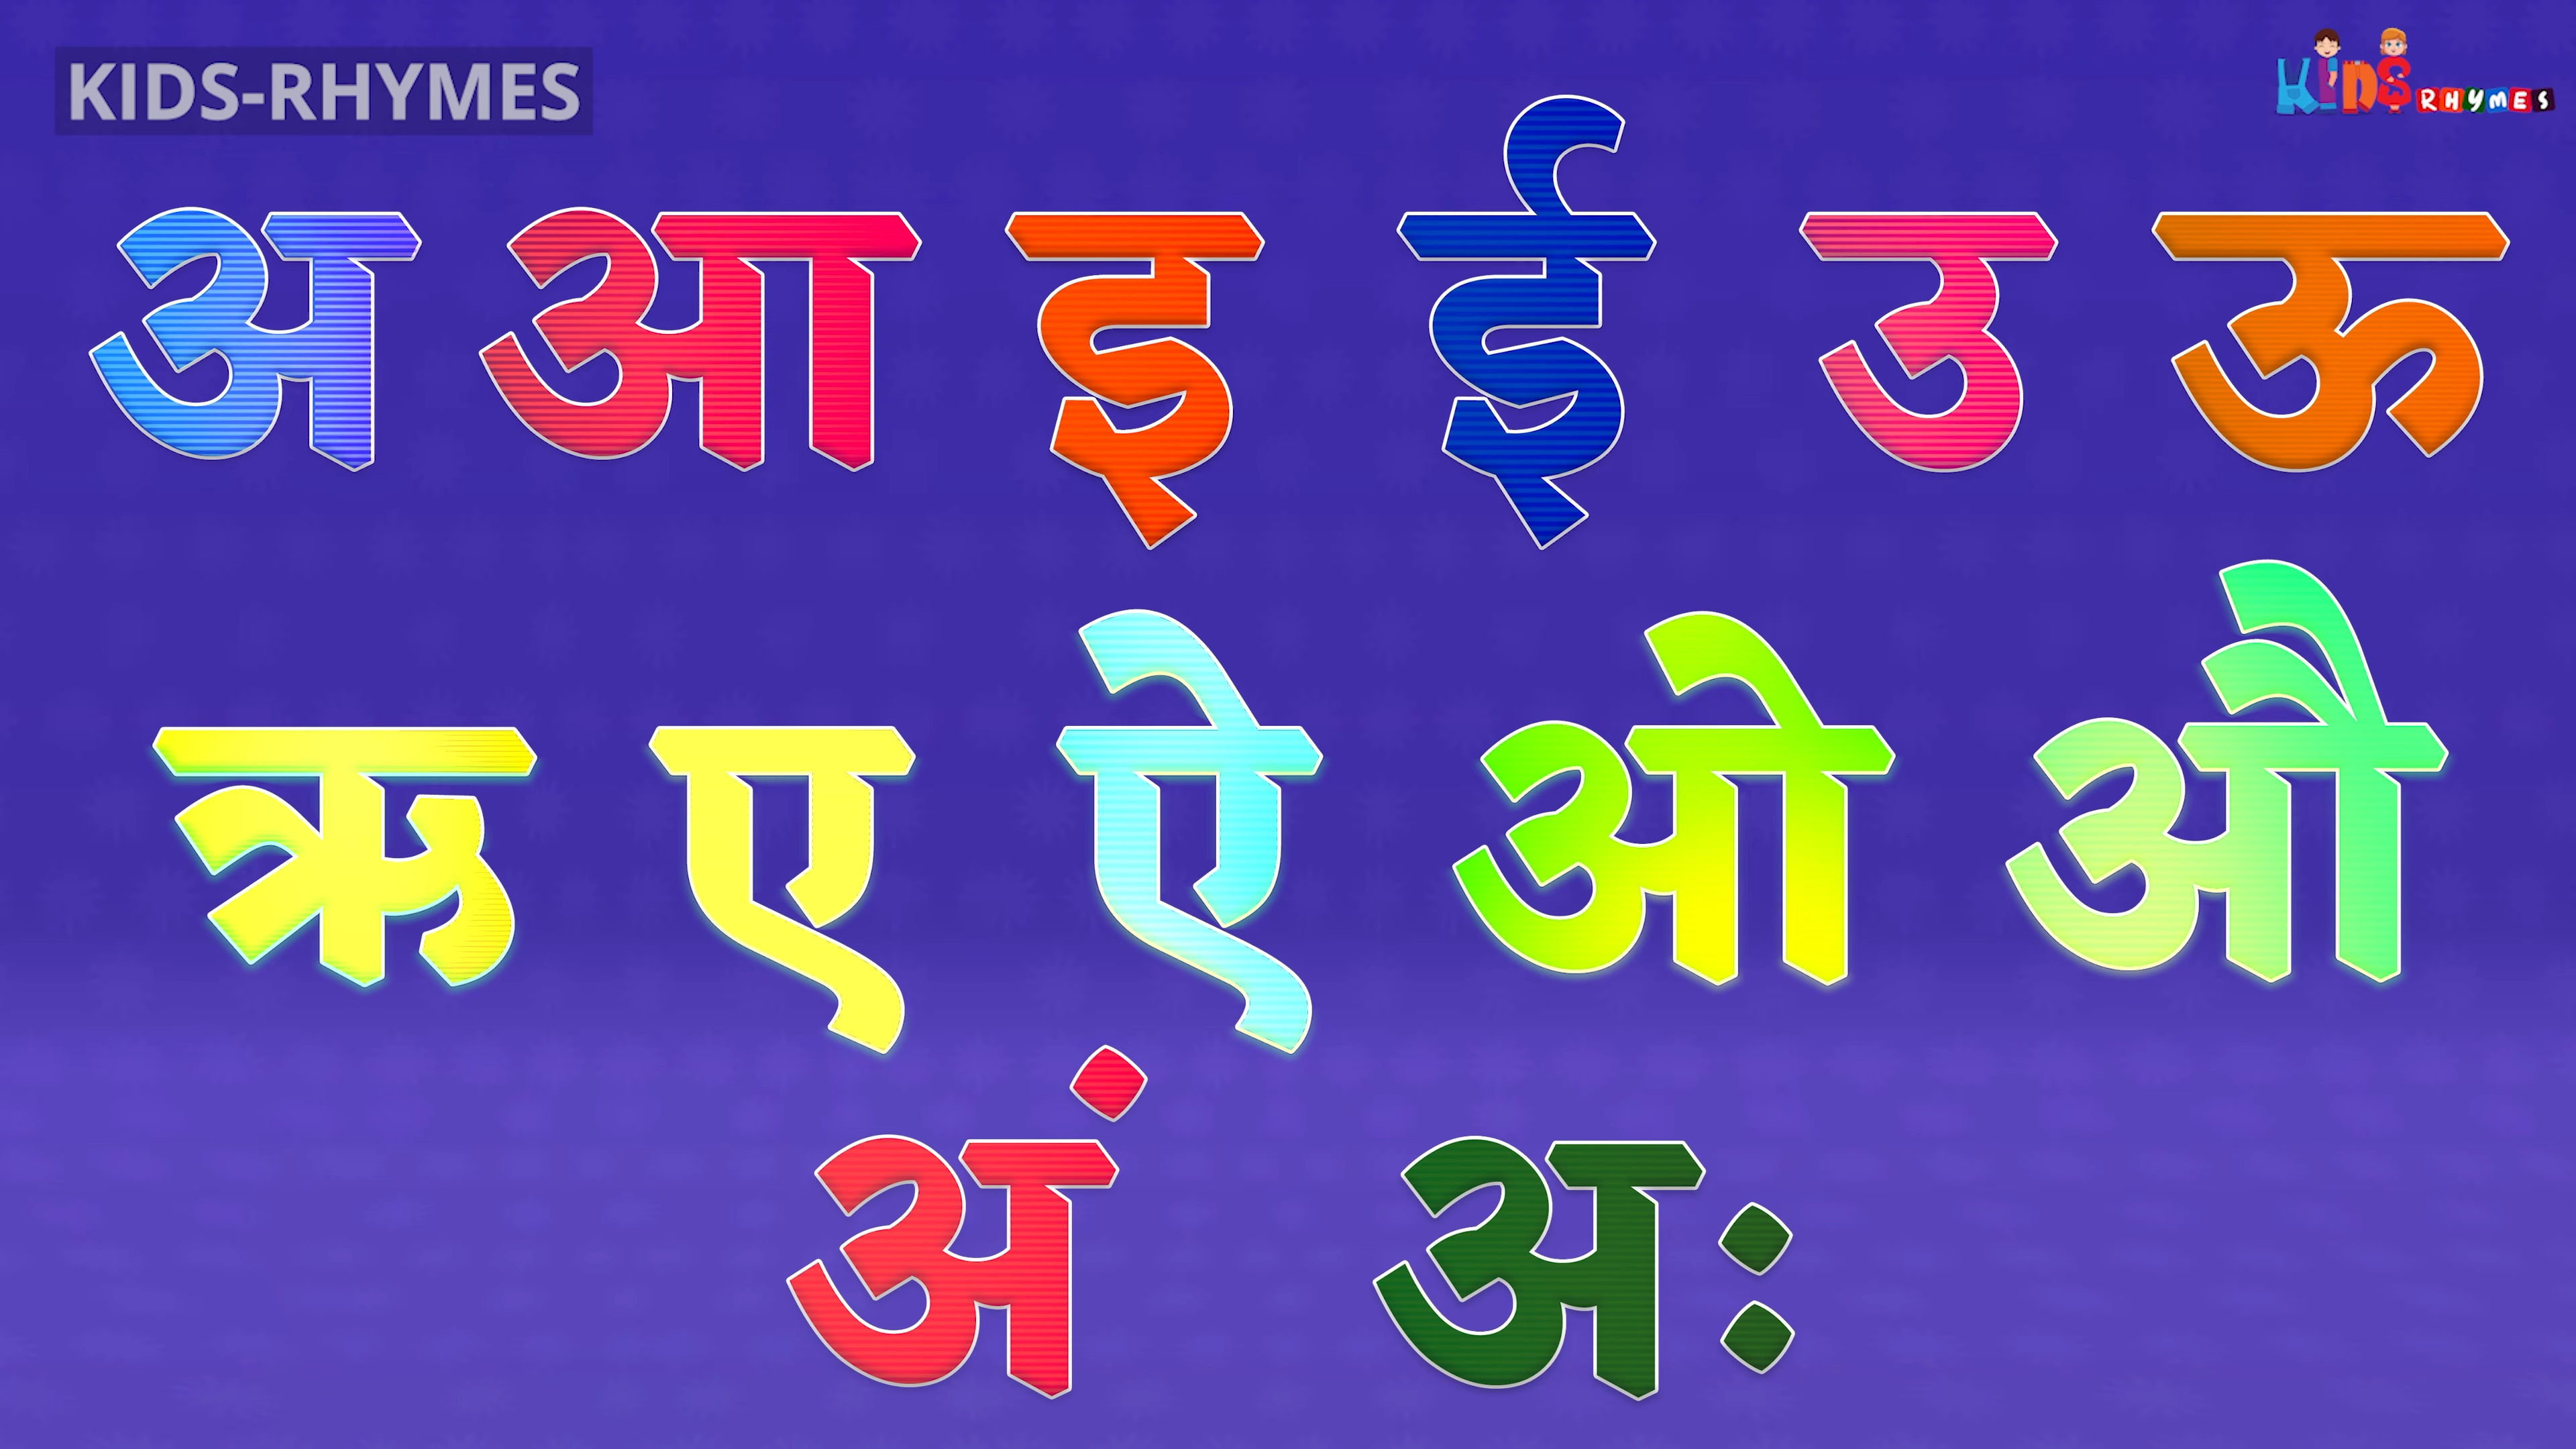 KIDS-RHYMES
KIDS RHYMES
अ आ इ ई उ ऊ
ऋ ए ऐ ओ औ
अं अः